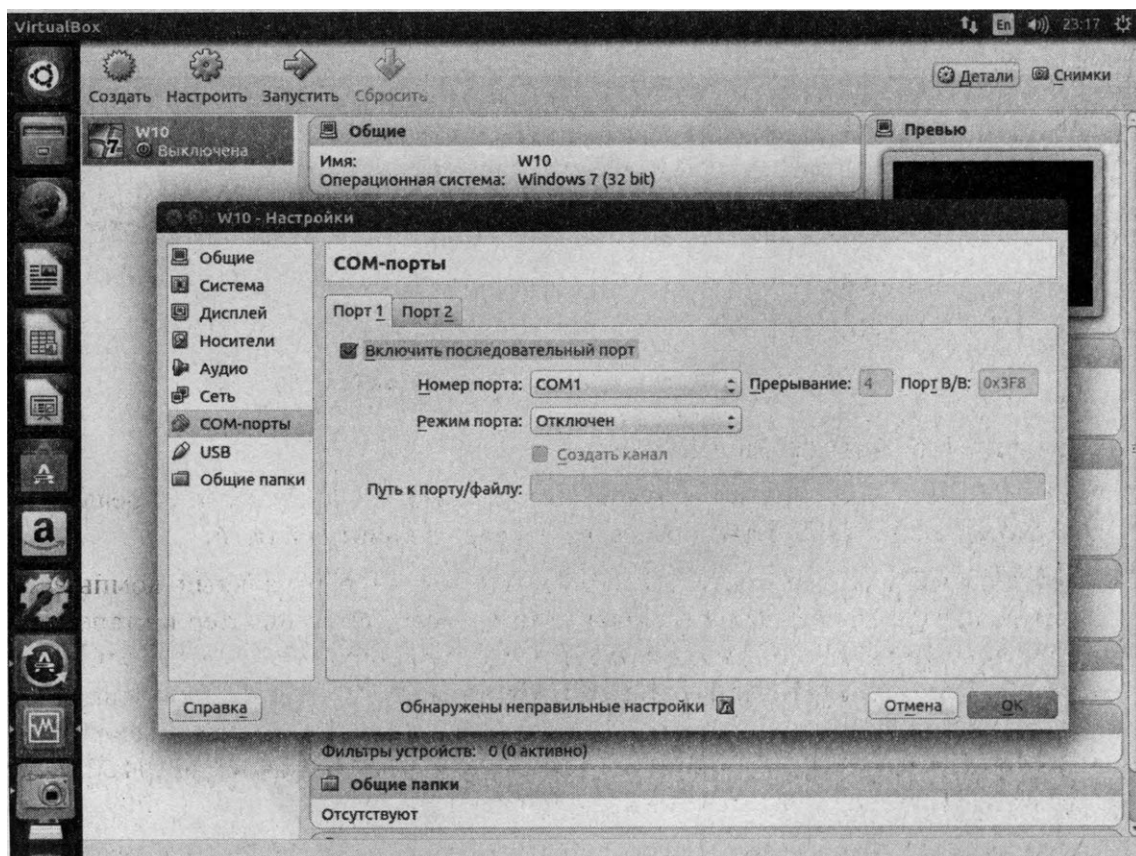 VirtualBox En 23:17
Создать Настроить Запустить Сбросить Детали Снимки
W10
Выключена
Общие
Имя: W10
Операционная система: Windows 7 (32 bit)
Превью
W10 - Настройки
Общие
Система
Дисплей
Носители
Аудио
Сеть
COM-порты
USB
Общие папки
COM-порты
Порт 1 Порт 2
Включить последовательный порт
Номер порта: COM1 Прерывание: 4 Порт В/В: 0x3F8
Режим порта: Отключен
Создать канал
Путь к порту/файлу:
Справка Обнаружены неправильные настройки Отмена OK
Фильтры устройств: 0 (0 активно)
Общие папки
Отсутствуют